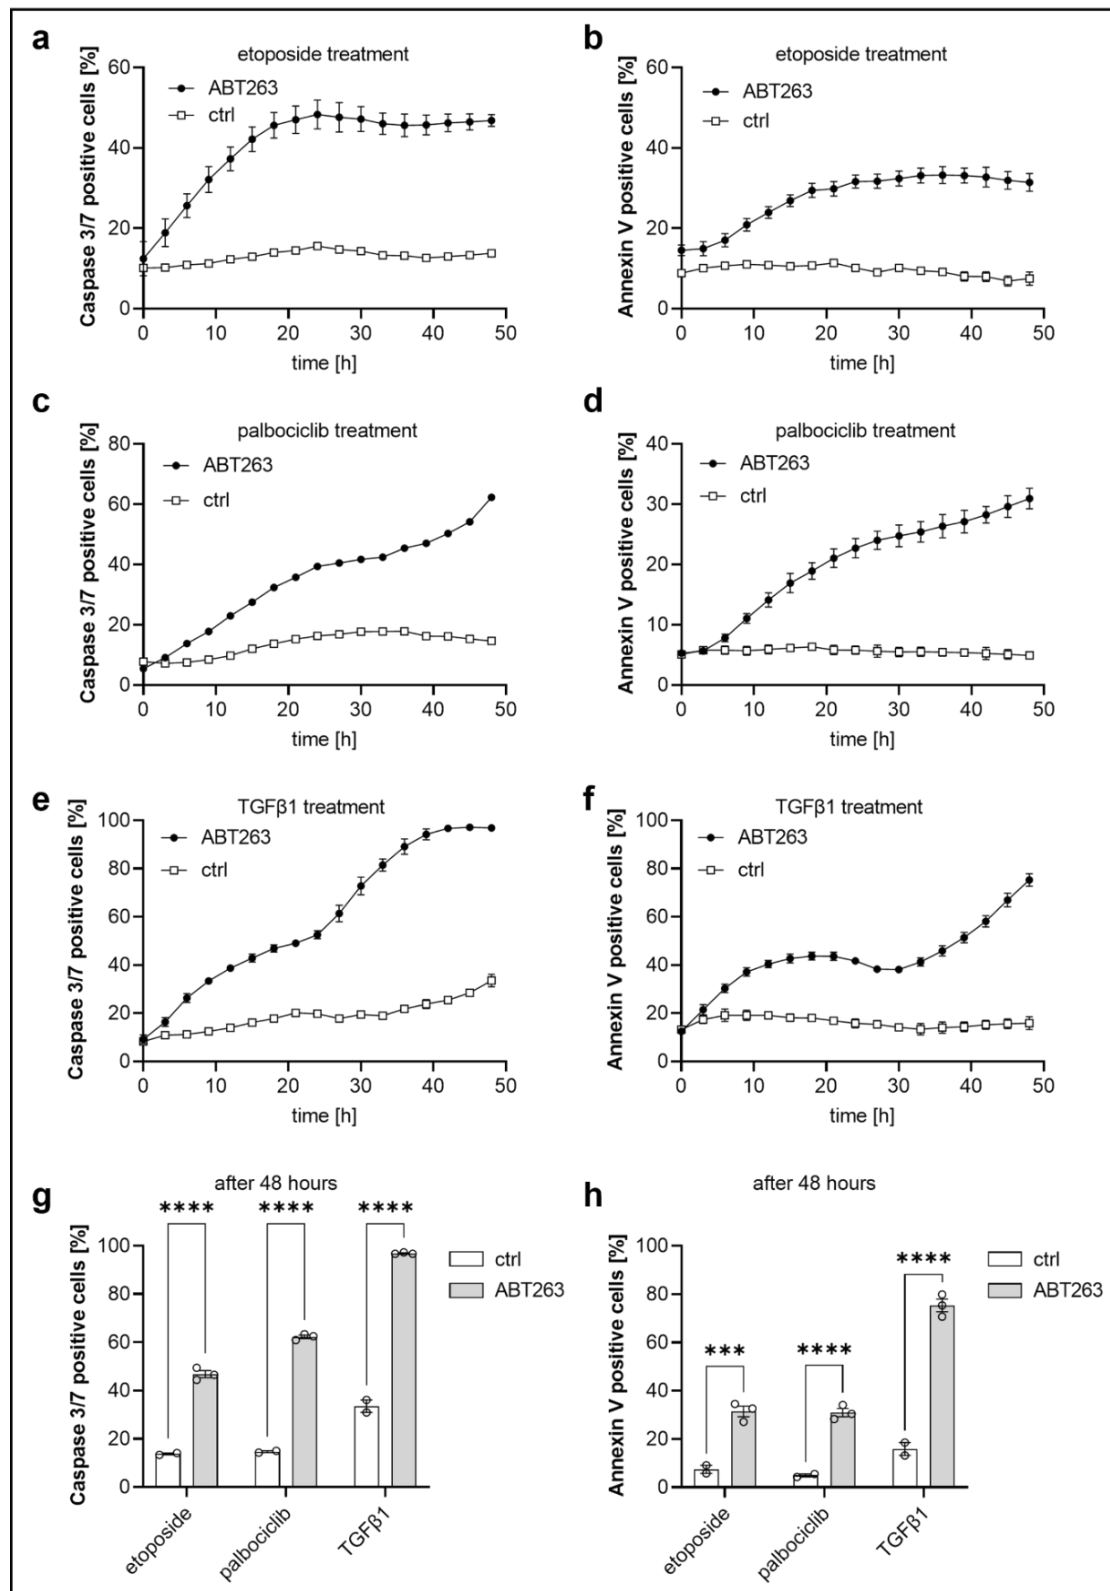 a
etoposide treatment
Caspase 3/7 positive cells [%]
60
40
20
0
ABT263
ctrl
0 10 20 30 40 50
time [h]
b
etoposide treatment
Annexin V positive cells [%]
60
40
20
0
ABT263
ctrl
0 10 20 30 40 50
time [h]
c
palbociclib treatment
Caspase 3/7 positive cells [%]
80
60
40
20
0
ABT263
ctrl
0 10 20 30 40 50
time [h]
d
palbociclib treatment
Annexin V positive cells [%]
40
30
20
10
0
ABT263
ctrl
0 10 20 30 40 50
time [h]
e
TGFβ1 treatment
Caspase 3/7 positive cells [%]
100
80
60
40
20
0
ABT263
ctrl
0 10 20 30 40 50
time [h]
f
TGFβ1 treatment
Annexin V positive cells [%]
100
80
60
40
20
0
ABT263
ctrl
0 10 20 30 40 50
time [h]
g
after 48 hours
Caspase 3/7 positive cells [%]
**** **** ****
100
80
60
40
20
0
ctrl
ABT263
etoposide
palbociclib
TGFβ1
h
after 48 hours
Annexin V positive cells [%]
*** **** ****
100
80
60
40
20
0
ctrl
ABT263
etoposide
palbociclib
TGFβ1